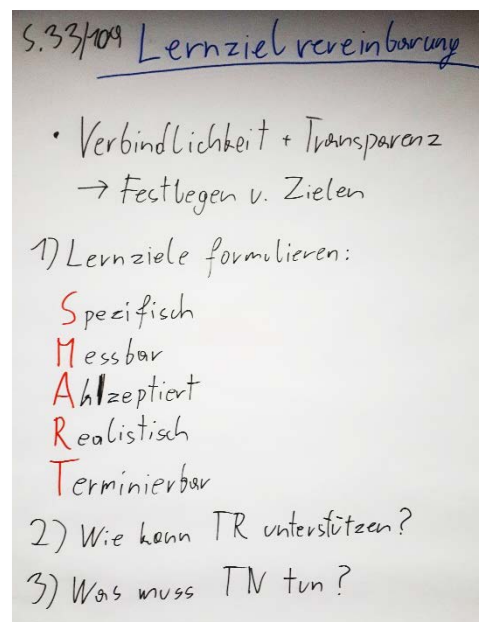 S.33/109 Lernzielvereinbarung
• Verbindlichkeit + Transparenz
→ Festlegen v. Zielen
1) Lernziele formulieren:
Spezifisch
Messbar
Akzeptiert
Realistisch
Terminierbar
2) Wie kann TR unterstützen?
3) Was muss TN tun?